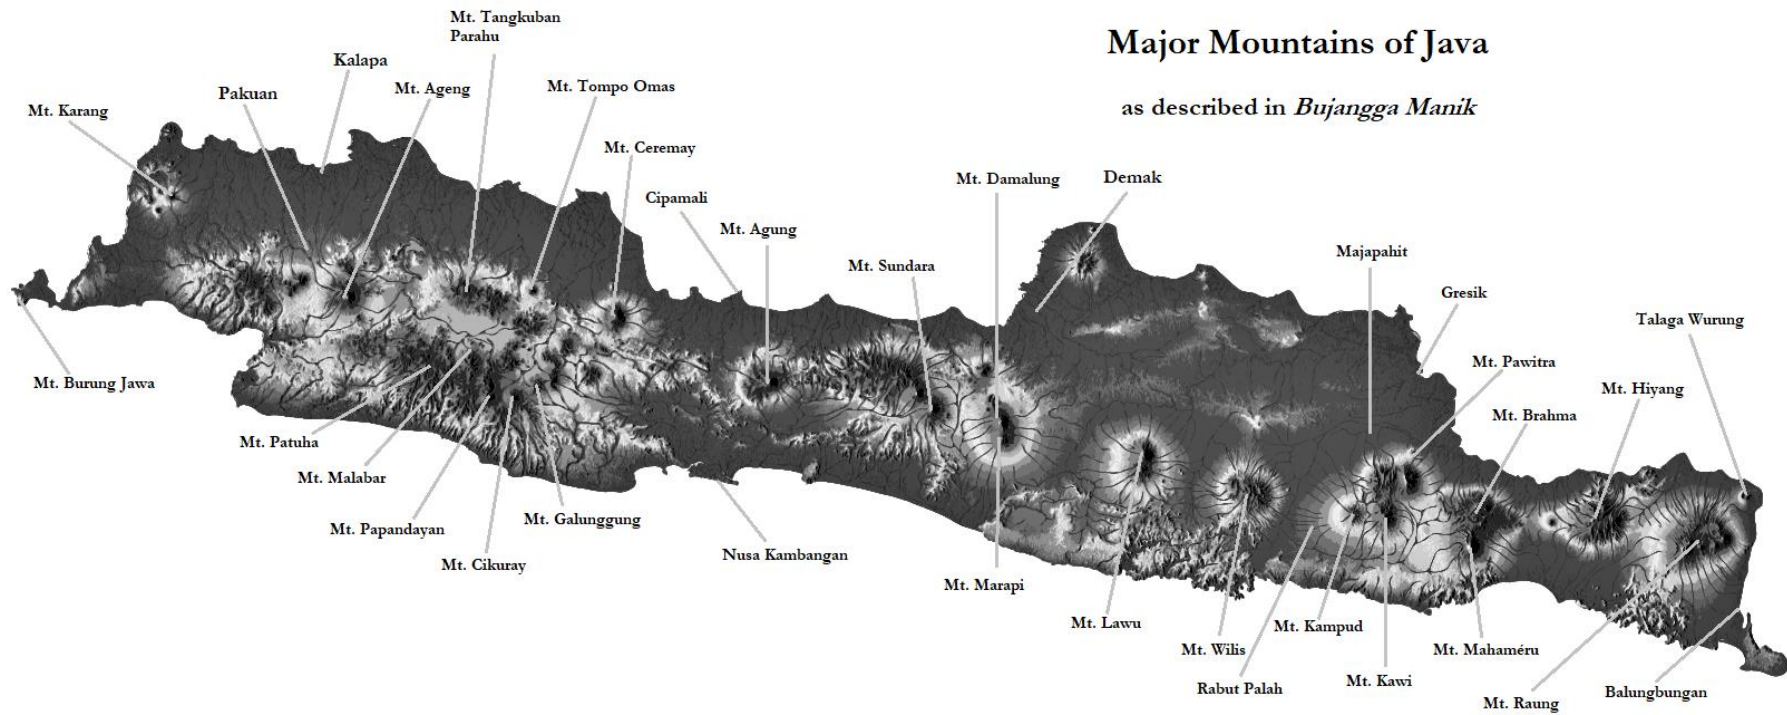 Major Mountains of Java
as described in Bujangga Manik
Mt. Tangkuban
Parahu
Kalapa
Mt. Ageng
Mt. Tompo Omas
Pakuan
Mt. Karang
Mt. Ceremay
Cipamali
Mt. Agung
Mt. Damalung
Demak
Mt. Sundara
Majapahit
Gresik
Talaga Wurung
Mt. Pawitra
Mt. Hiyang
Mt. Brahma
Mt. Burung Jawa
Mt. Patuha
Mt. Malabar
Mt. Papandayan
Mt. Galunggung
Mt. Cikuray
Nusa Kambangan
Mt. Marapi
Mt. Lawu
Mt. Wilis
Mt. Kampud
Rabut Palah
Mt. Kawi
Mt. Mahaméru
Mt. Raung
Balungbungan